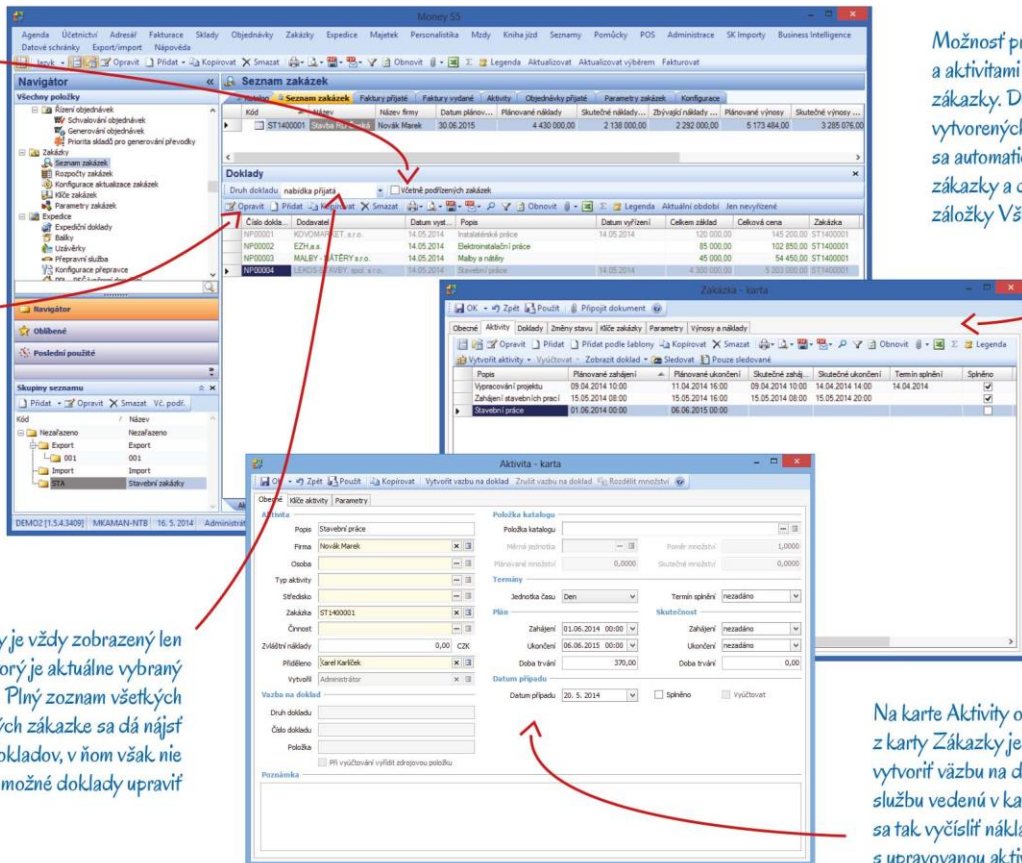 Money S5
Agenda Účetnictví Adresář Fakturace Sklady Objednávky Zakázky Expedice Majetek Personalistika Mzdy Kniha jízd Seznamy Pomůcky POS Administrace SK Importy Business Intelligence
Datové schránky Export/import Nápověda
Jazyk Opravit Přidat Kopírovat Smazat Obnovit Σ Legenda Aktualizovat Aktualizovat výběrem Fakturovat
Navigátor
Všechny položky
Řízení objednávek
Schvalování objednávek
Generování objednávek
Priorita skladů pro generování převodky
Zakázky
Seznam zakázek
Rozpočty zakázek
Konfigurace aktualizace zakázek
Klíče zakázek
Parametry zakázek
Expedice
Expediční doklady
Balíky
Uzávěrky
Přepravní služba
Konfigurace přepravce
Navigátor
Oblíbené
Poslední použité
Skupiny seznamu
Přidat Opravit Smazat Vč. podř.
Kód Název
Nezařazeno Nezařazeno
Export Export
001 001
Import Import
STA Stavební zakázky
DEMO2 [1.5.4.3409] MKAMAN-NTB 16. 5. 2014
Seznam zakázek
Katalog Seznam zakázek Faktury přijaté Faktury vydané Aktivity Objednávky přijaté Parametry zakázek Konfigurace
Kód Název Název firmy Datum plánov... Plánované náklady Skutečné náklady... Zbývající náklady ... Plánované výnosy Skutečné výnosy ...
ST1400001 Stavba RD Novák Marek 30.06.2015 4 430 000,00 2 138 000,00 2 292 000,00 5 173 484,00 3 285 076,00
Doklady
Druh dokladu nabídka přijatá Včetně podřízených zakázek
Opravit Přidat Kopírovat Smazat Obnovit Σ Legenda Aktuální období Jen nevyřízené
Číslo dokla... Dodavatel Datum vyst... Popis Datum vyřízení Celkem základ Celková cena Zakázka
NP00001 KOVOMARKET, s.r.o. 14.05.2014 Instalatérské práce 14.05.2014 120 000,00 145 200,00 ST1400001
NP00002 EZH,a.s. 14.05.2014 Elektroinstalační práce 85 000,00 102 850,00 ST1400001
NP00003 MALBY - NÁTĚRY s.r.o. 14.05.2014 Malby a nátěry 45 000,00 54 450,00 ST1400001
NP00004 LEKOS-STAVBY, spol. s r.o. 14.05.2014 Stavební práce 14.05.2014 4 300 000,00 5 203 000,00 ST1400001
Možnosť pr
a aktivitami
zákazky. D
vytvorených
sa automatic
zákazky a
záložky Vš
Zakázka - karta
OK Zpět Použít Připojit dokument
Obecné Aktivity Doklady Změny stavu Klíče zakázky Parametry Výnosy a náklady
Opravit Přidat Přidat podle šablony Kopírovat Smazat Obnovit Σ Legenda
Vytvořit aktivity Vyúčtovat Zobrazit doklad Sledovat Pouze sledované
Popis Plánované zahájení Plánované ukončení Skutečné zaháj... Skutečné ukončení Termín splnění Splněno
Vypracování projektu 09.04.2014 10:00 11.04.2014 16:00 09.04.2014 10:00 14.04.2014 14:00 14.04.2014
Zahájení stavebních prací 15.05.2014 08:00 15.05.2014 16:00 15.05.2014 08:00 15.05.2014 20:00
Stavební práce 01.06.2014 00:00 06.06.2015 00:00
Aktivita - karta
OK Zpět Použít Kopírovat Vytvořit vazbu na doklad Zrušit vazbu na doklad Rozdělit množství
Obecné Klíče aktivity Parametry
Aktivita
Popis Stavební práce
Firma Novák Marek
Osoba
Typ aktivity
Středisko
Zakázka ST1400001
Činnost
Zvláštní náklady 0,00 CZK
Přiděleno Karel Karlíček
Vytvořil Administrátor
Vazba na doklad
Druh dokladu
Číslo dokladu
Položka
Při vyúčtování vyřídit zdrojovou položku
Poznámka
Položka katalogu
Položka katalogu
Měrná jednotka Poměr množství 1,0000
Plánované množství 0,0000 Skutečné množství 0,0000
Termíny
Jednotka času Den Termín splnění nezadáno
Plán Skutečnost
Zahájení 01.06.2014 00:00 Zahájení nezadáno
Ukončení 06.06.2015 00:00 Ukončení nezadáno
Doba trvání 370,00 Doba trvání 0,00
Datum případu
Datum případu 20. 5. 2014 Splněno Vyúčtovat
y je vždy zobrazený len
orý je aktuálne vybraný
Plný zoznam všetkých
ých zákazke sa dá nájsť
okladov, v ňom však nie
možné doklady upraviť
Na karte Aktivity o
z karty Zákazky je
vytvoriť väzbu na d
službu vedenú v ka
sa tak vyčísliť nákla
s upravovanou aktiv